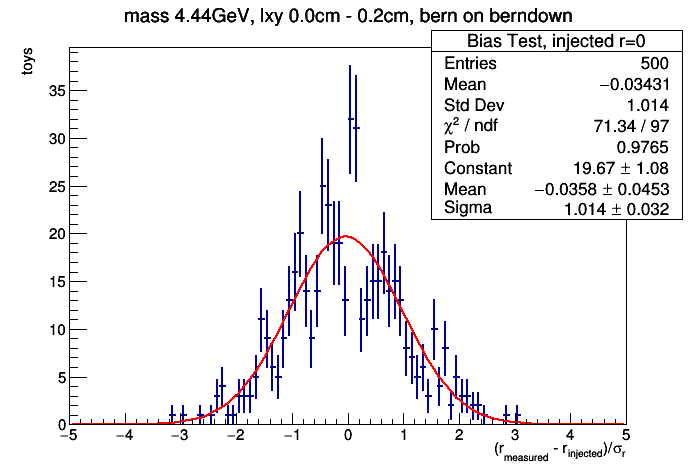 mass 4.44GeV, lxy 0.0cm - 0.2cm, bern on berndown
Bias Test, injected r=0
Entries 500
Mean −0.03431
Std Dev 1.014
χ² / ndf 71.34 / 97
Prob 0.9765
Constant 19.67 ± 1.08
Mean −0.0358 ± 0.0453
Sigma 1.014 ± 0.032
toys
35
30
25
20
15
10
5
0
−5 −4 −3 −2 −1 0 1 2 3 4 5
(r_measured - r_injected)/σ_r